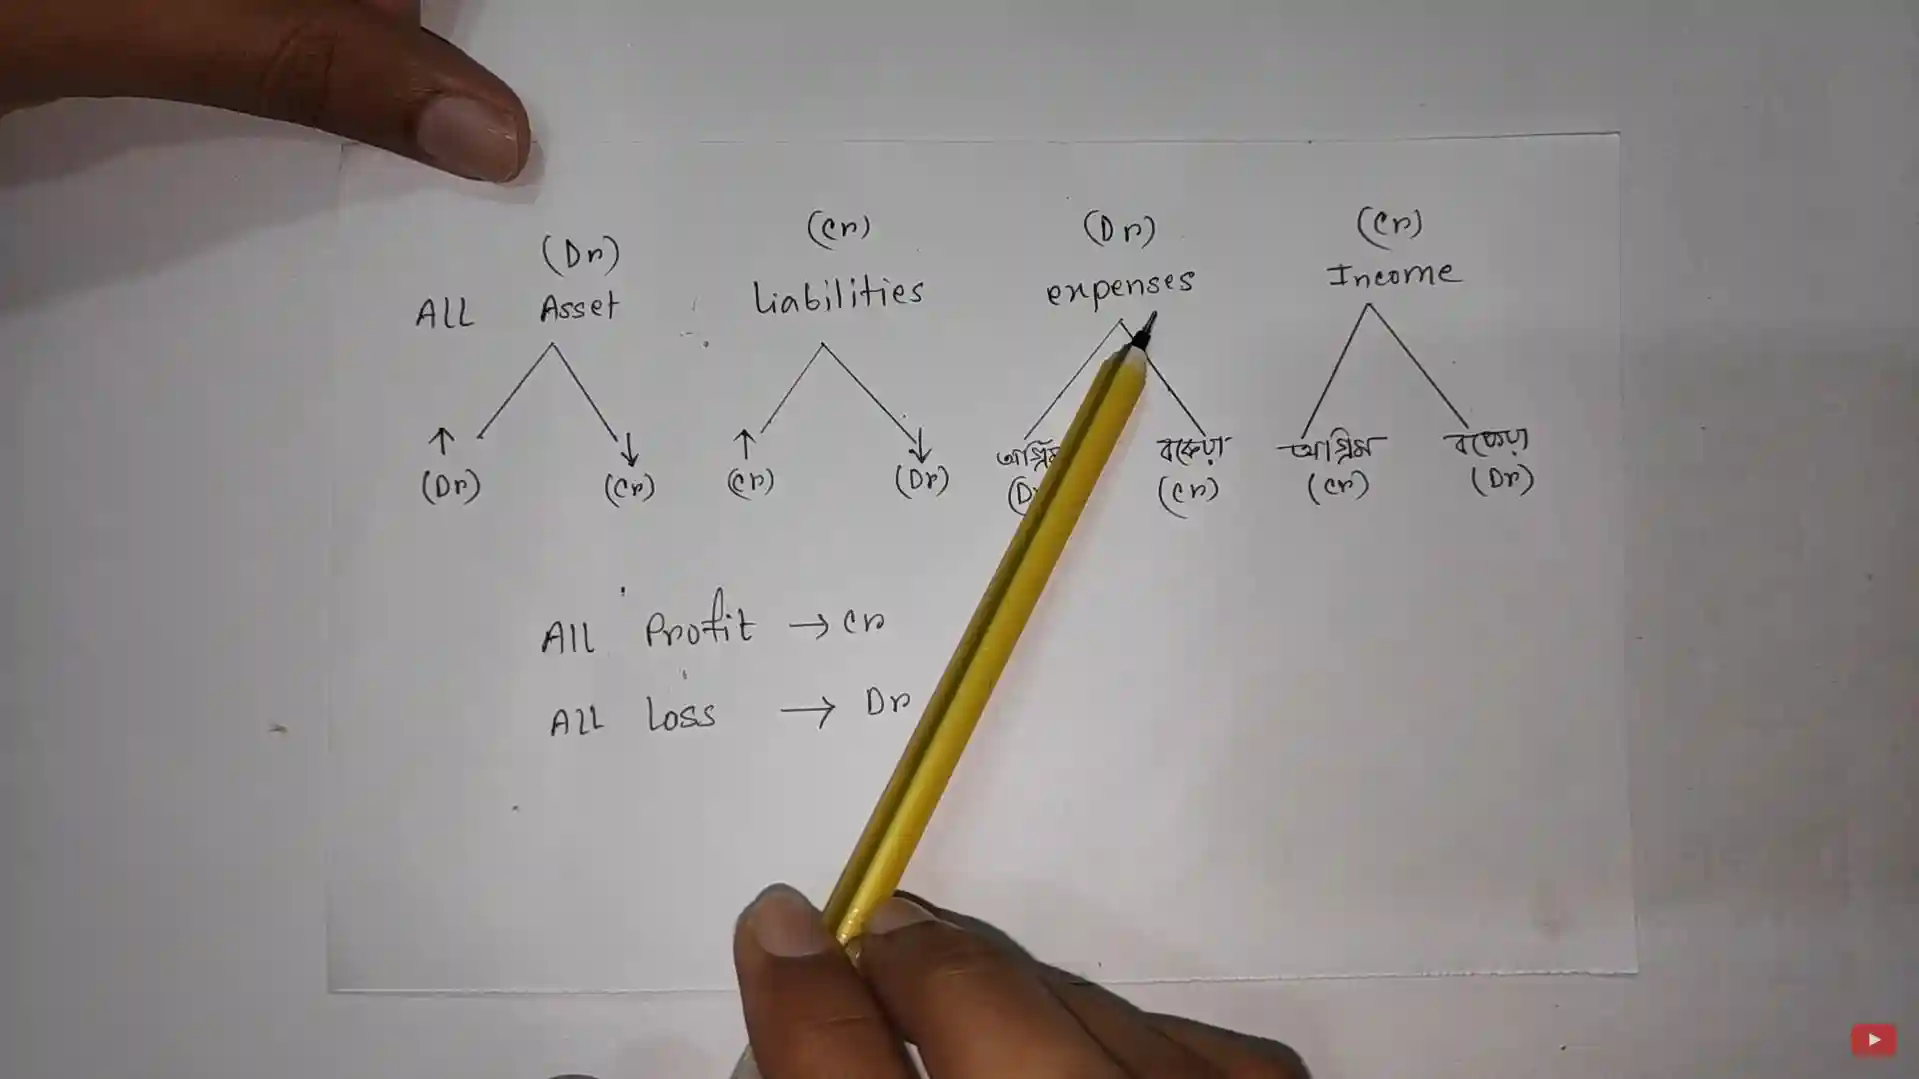 (Dr) (Cr) (Dr) (Cr)
All Asset Liabilities expenses Income
↑ ↓ ↑ ↓ অগ্রিম বকেয়া অগ্রিম বকেয়া
(Dr) (Cr) (Cr) (Dr) (Cr) (Cr) (Dr)
All Profit → Cr
All Loss → Dr